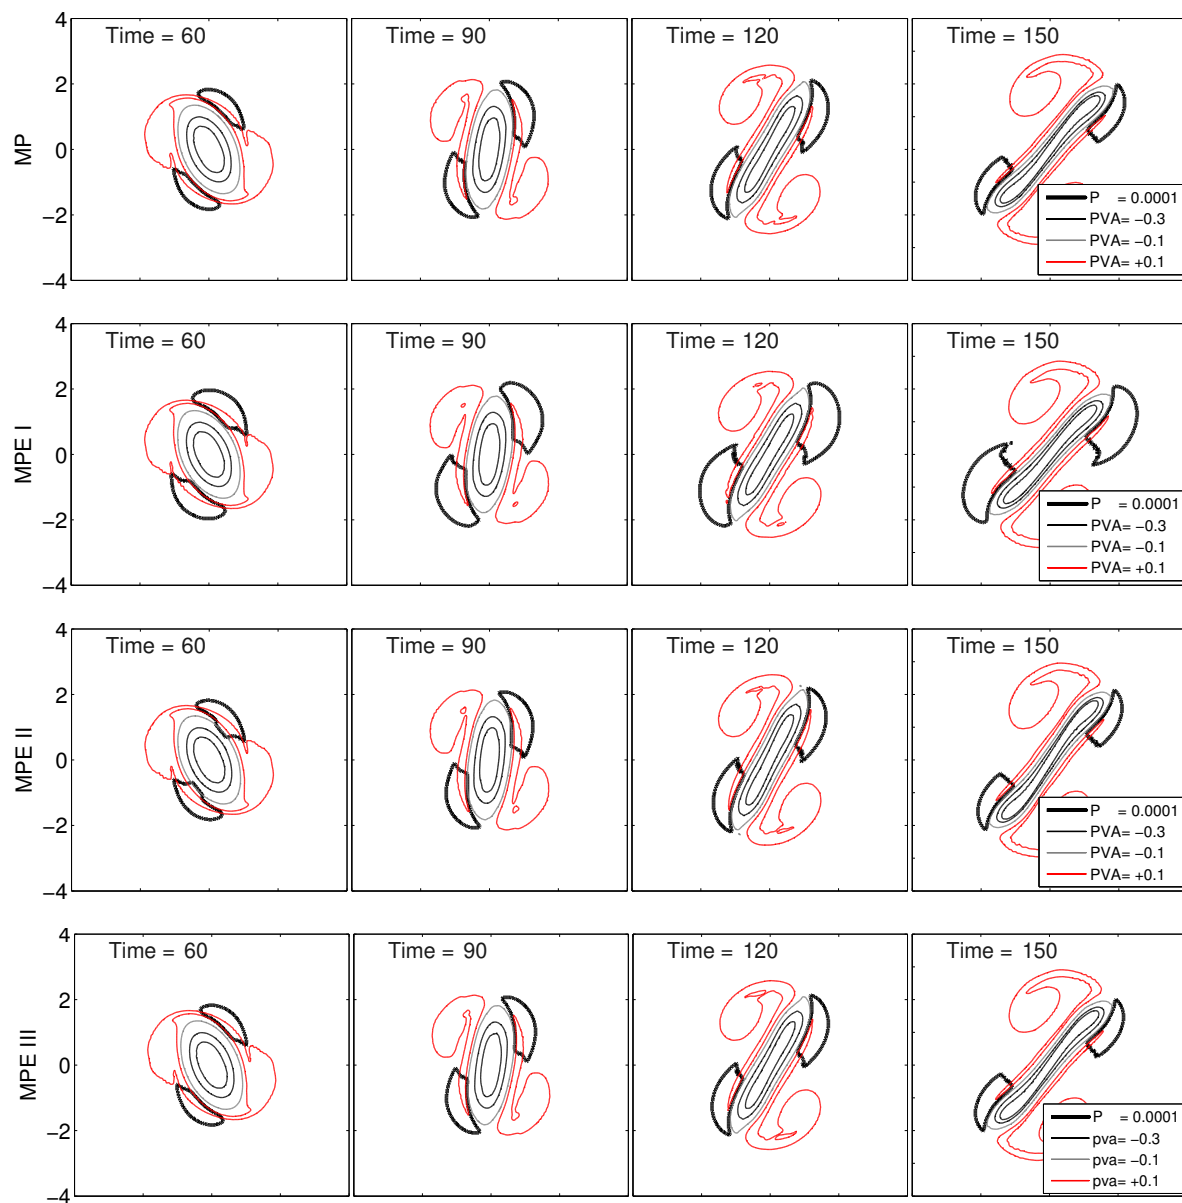 4
2
0
−2
−4
MP
Time = 60
Time = 90
Time = 120
Time = 150
P = 0.0001
PVA= −0.3
PVA= −0.1
PVA= +0.1
4
2
0
−2
−4
MPE I
Time = 60
Time = 90
Time = 120
Time = 150
P = 0.0001
PVA= −0.3
PVA= −0.1
PVA= +0.1
4
2
0
−2
−4
MPE II
Time = 60
Time = 90
Time = 120
Time = 150
P = 0.0001
PVA= −0.3
PVA= −0.1
PVA= +0.1
4
2
0
−2
−4
MPE III
Time = 60
Time = 90
Time = 120
Time = 150
P = 0.0001
pva= −0.3
pva= −0.1
pva= +0.1